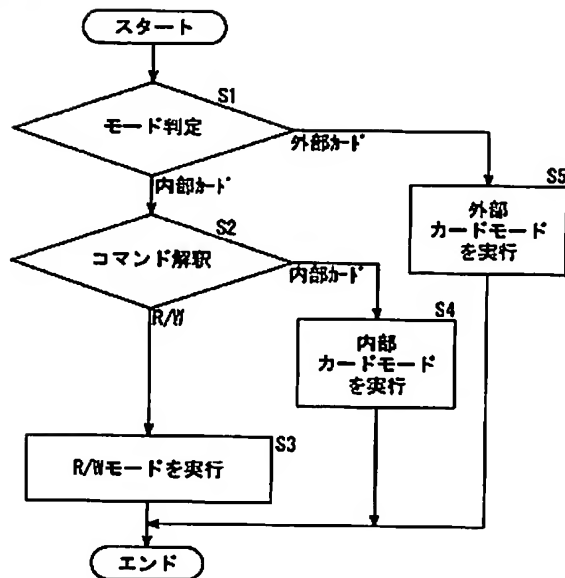 スタート
S1
モード判定
外部カード
内部カード
S5
外部
カードモード
を実行
S2
コマンド解釈
内部カード
R/W
S4
内部
カードモード
を実行
S3
R/Wモードを実行
エンド